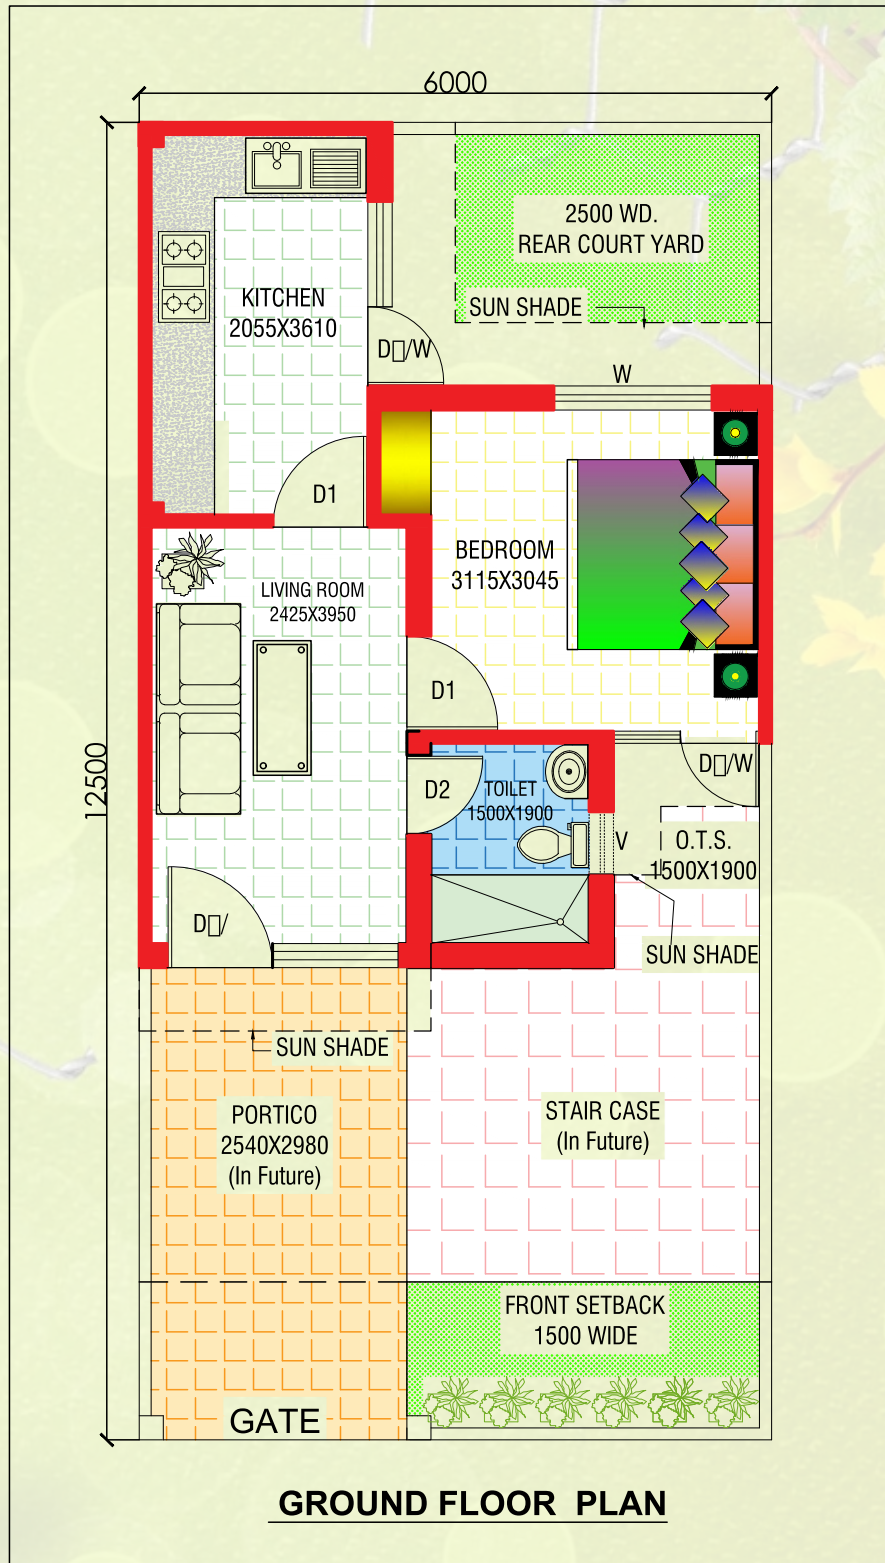 6000
2500 WD.
REAR COURT YARD
SUN SHADE
KITCHEN
2055X3610
D□/W
W
D1
BEDROOM
3115X3045
LIVING ROOM
2425X3950
D1
12500
D□/W
D2
TOILET
1500X1900
V
O.T.S.
1500X1900
D□/
SUN SHADE
SUN SHADE
PORTICO
2540X2980
(In Future)
STAIR CASE
(In Future)
FRONT SETBACK
1500 WIDE
GATE
GROUND FLOOR PLAN